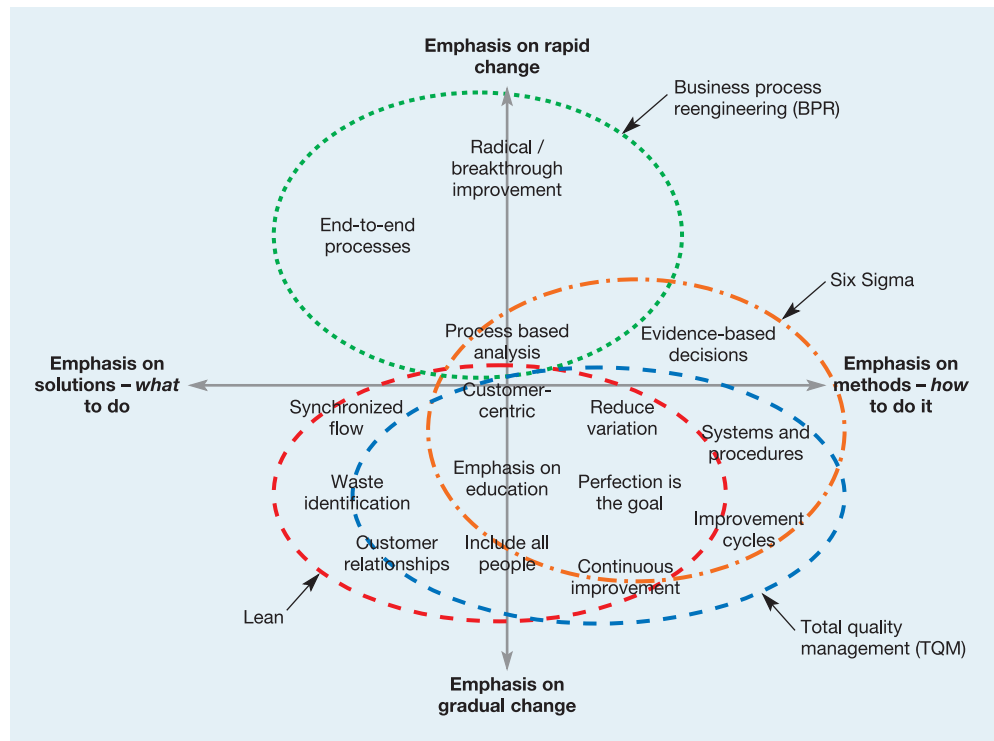 Emphasis on rapid
change
Business process
reengineering (BPR)
Radical /
breakthrough
improvement
End-to-end
processes
Six Sigma
Process based
analysis
Evidence-based
decisions
Emphasis on
solutions – what
to do
Emphasis on
methods – how
to do it
Customer-
centric
Synchronized
flow
Reduce
variation
Systems and
procedures
Emphasis on
education
Waste
identification
Perfection is
the goal
Improvement
cycles
Customer
relationships
Include all
people
Continuous
improvement
Lean
Total quality
management (TQM)
Emphasis on
gradual change